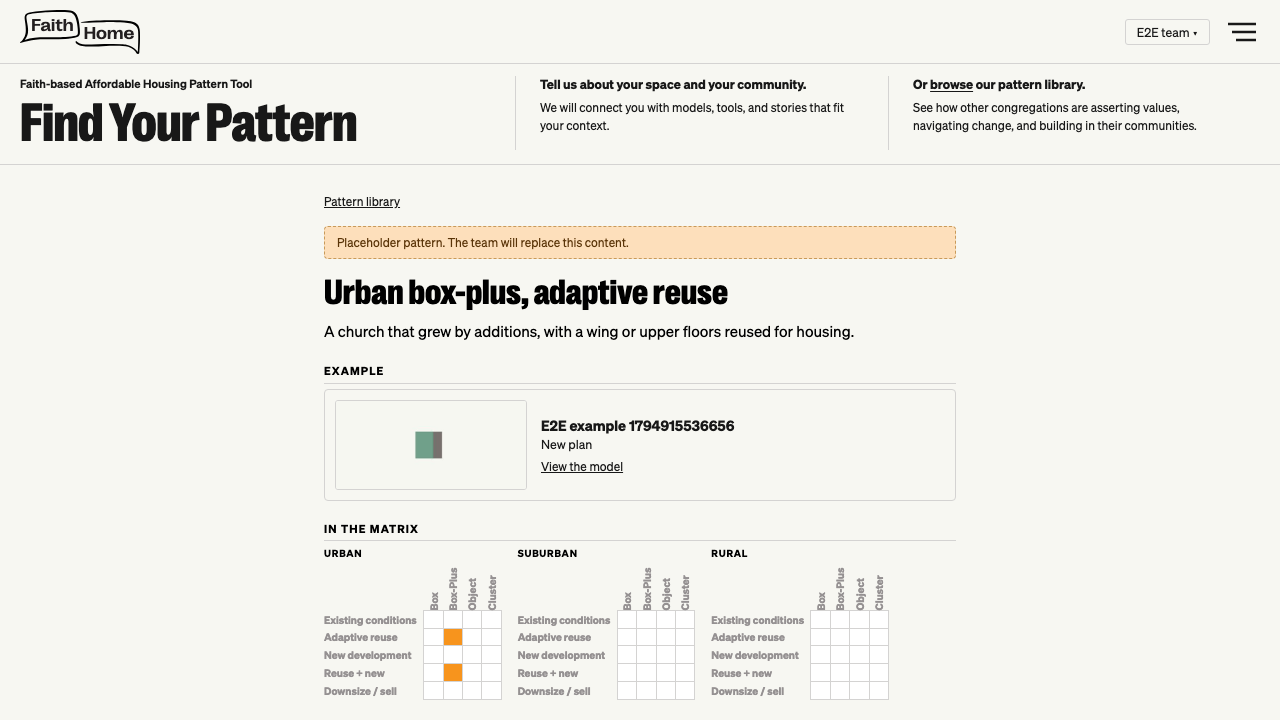 Faith
Home
E2E team ▾
Faith-based Affordable Housing Pattern Tool
Find Your Pattern
Tell us about your space and your community.
We will connect you with models, tools, and stories that fit
your context.
Or browse our pattern library.
See how other congregations are asserting values,
navigating change, and building in their communities.
Pattern library
Placeholder pattern. The team will replace this content.
Urban box-plus, adaptive reuse
A church that grew by additions, with a wing or upper floors reused for housing.
EXAMPLE
E2E example 1794915536656
New plan
View the model
IN THE MATRIX
URBAN
Box
Box-Plus
Object
Cluster
Existing conditions
Adaptive reuse
New development
Reuse + new
Downsize / sell
SUBURBAN
Box
Box-Plus
Object
Cluster
Existing conditions
Adaptive reuse
New development
Reuse + new
Downsize / sell
RURAL
Box
Box-Plus
Object
Cluster
Existing conditions
Adaptive reuse
New development
Reuse + new
Downsize / sell